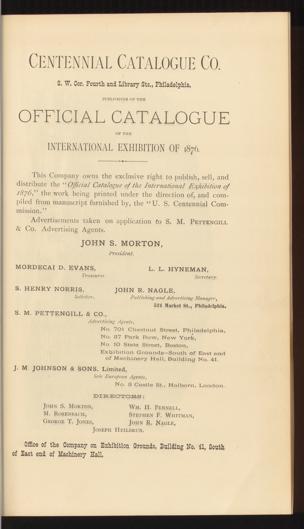 CENTENNIAL CATALOGUE CO.
S. W. Cor. Fourth and Library Sts., Philadelphia,
PUBLISHERS OF THE
OFFICIAL CATALOGUE
OF THE
INTERNATIONAL EXHIBITION OF 1876.
This Company owns the exclusive right to publish, sell, and
distribute the "Official Catalogue of the International Exhibition of
1876," the work being printed under the direction of, and com-
piled from manuscript furnished by, the "U. S. Centennial Com-
mission."
Advertisements taken on application to S. M. PETTENGILL
& Co. Advertising Agents.
JOHN S. MORTON,
President.
MORDECAI D. EVANS,
Treasurer.
L. L. HYNEMAN,
Secretary.
S. HENRY NORRIS,
Solicitor.
JOHN R. NAGLE,
Publishing and Advertising Manager,
524 Market St., Philadelphia.
S. M. PETTENGILL & CO.,
Advertising Agents,
No. 701 Chestnut Street, Philadelphia,
No. 37 Park Row, New York,
No. 10 State Street, Boston,
Exhibition Grounds—South of East end
of Machinery Hall, Building No. 41.
J. M. JOHNSON & SONS. Limited,
Sole European Agents,
No. 3 Castle St., Holborn, London.
DIRECTORS:
JOHN S. MORTON,
M. ROSENBACH,
GEORGE T. JONES,
WM. H. PENNELL,
STEPHEN F. WHITMAN,
JOHN R. NAGLE,
JOSEPH HEILBRUN.
Office of the Company on Exhibition Grounds, Building No. 41, South
of East end of Machinery Hall.